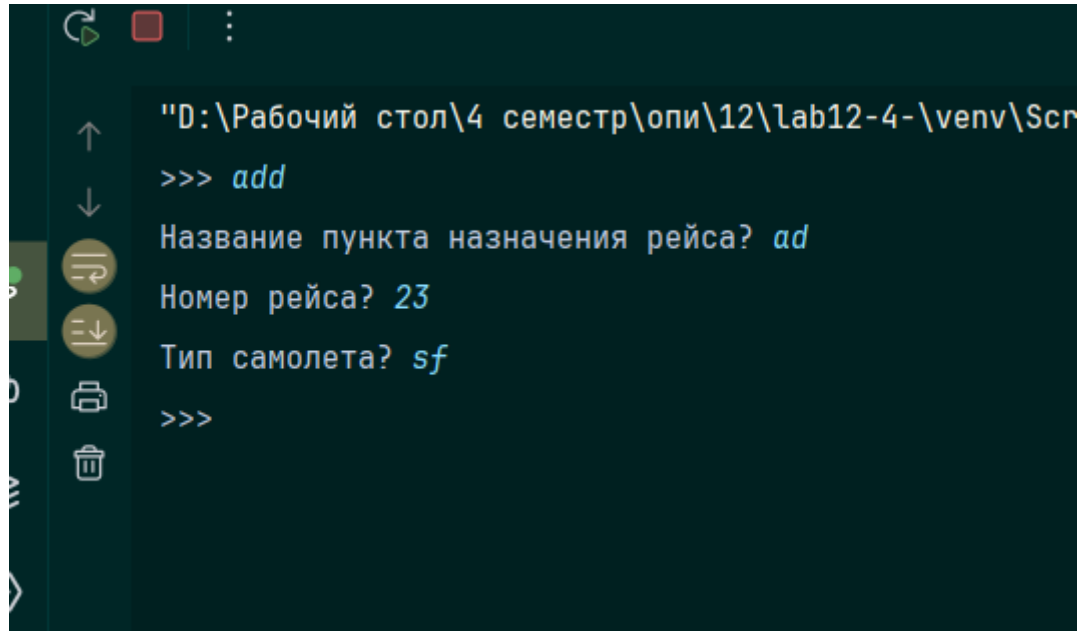 "D:\Рабочий стол\4 семестр\опи\12\lab12-4-\venv\Scr
>>> add
Название пункта назначения рейса? ad
Номер рейса? 23
Тип самолета? sf
>>>